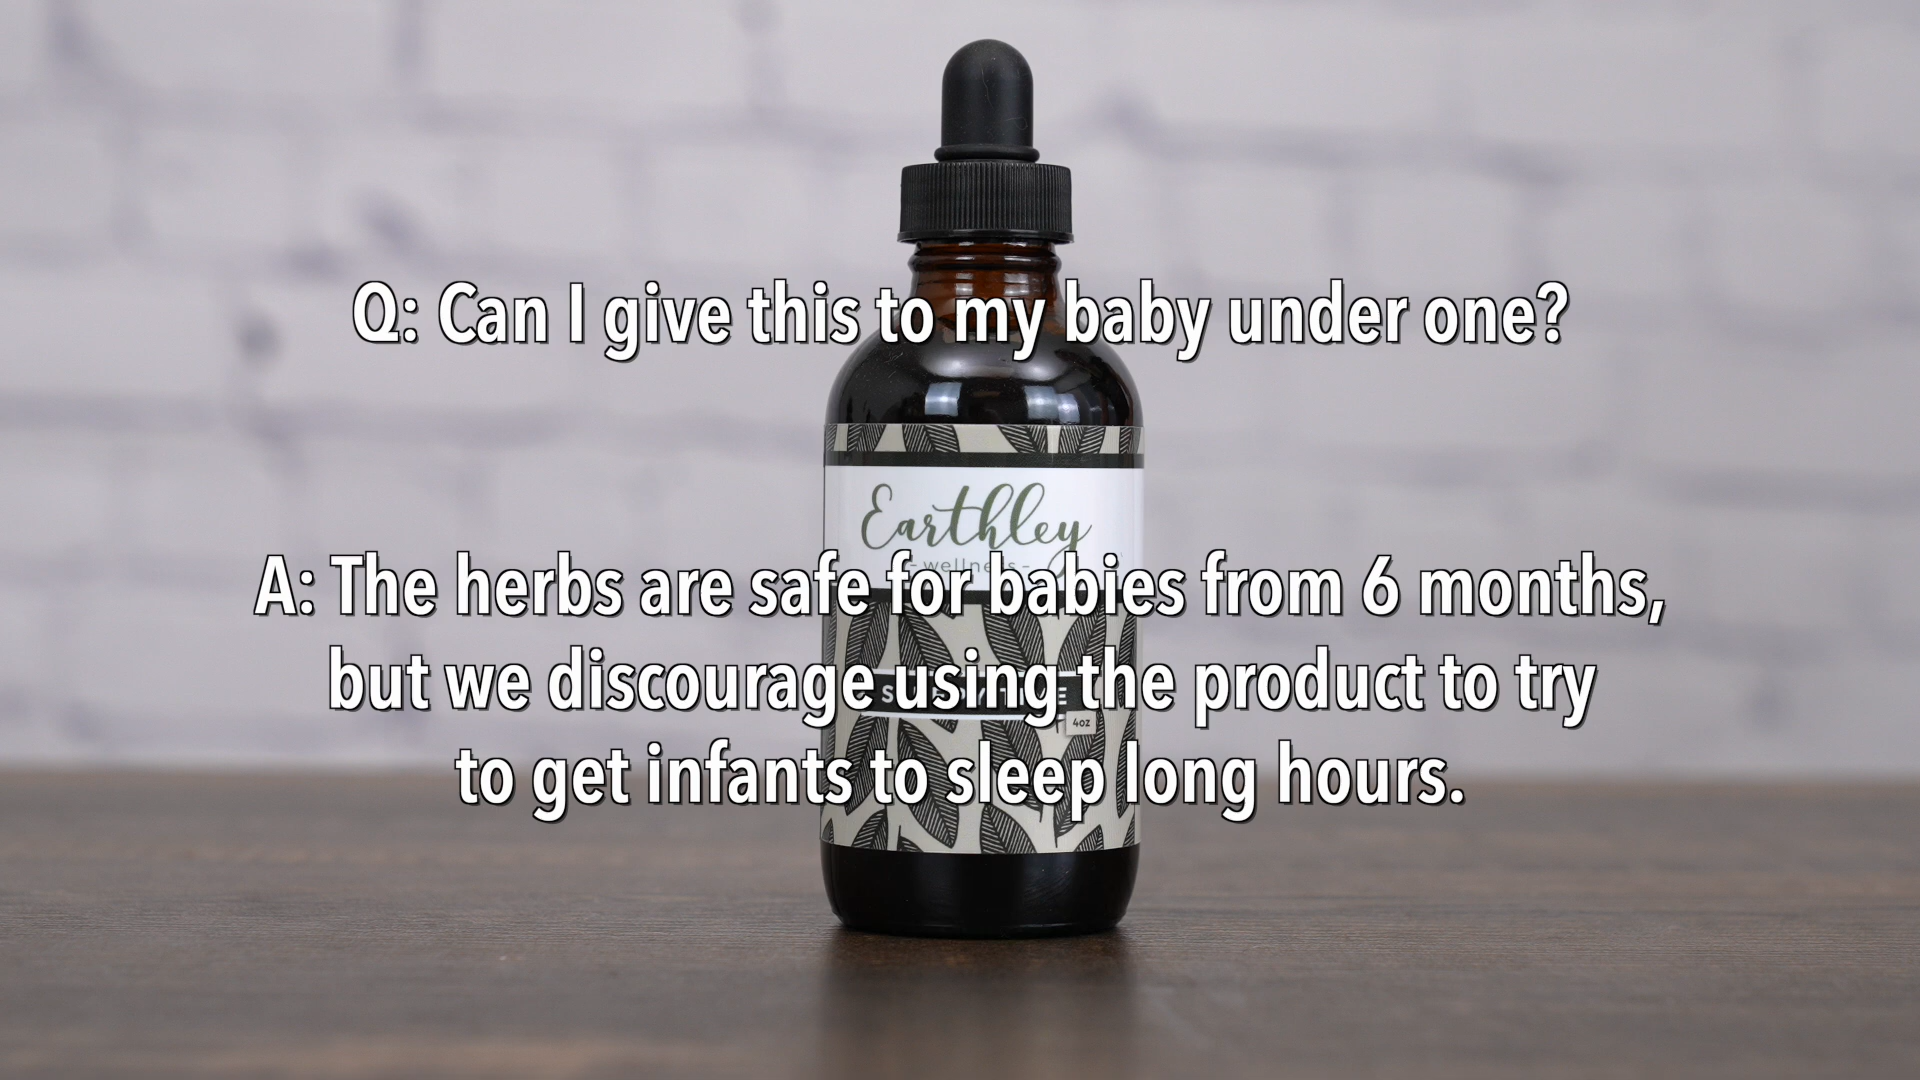 Q: Can I give this to my baby under one?
Earthley
- wellness -
A: The herbs are safe for babies from 6 months,
but we discourage using the product to try
to get infants to sleep long hours.
4oz